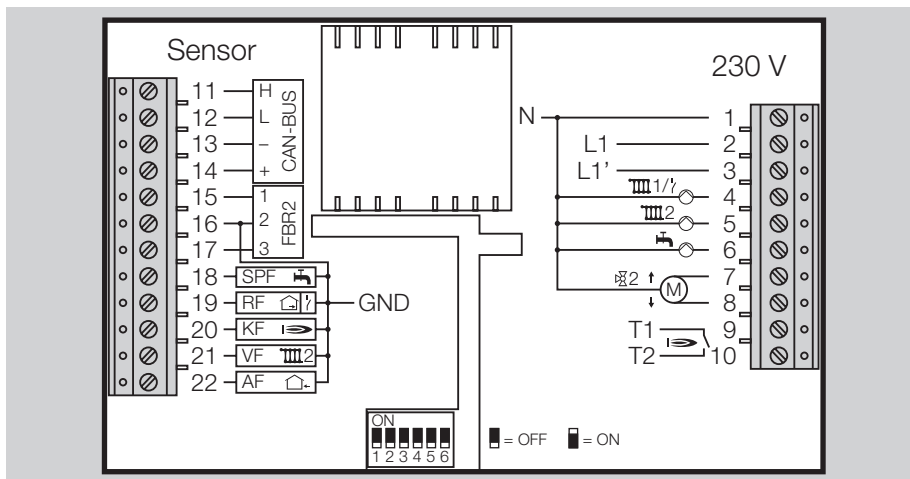 Sensor
230 V
11 H
12 L
13 –
14 +
CAN-BUS
15 1
16 2
17 3
FBR2
18 SPF
19 RF
20 KF
21 VF 2
22 AF
GND
N 1
L1 2
L1' 3
1/ 4
2 5
6
2 7
M
8
T1 9
T2 10
ON
1 2 3 4 5 6
= OFF = ON